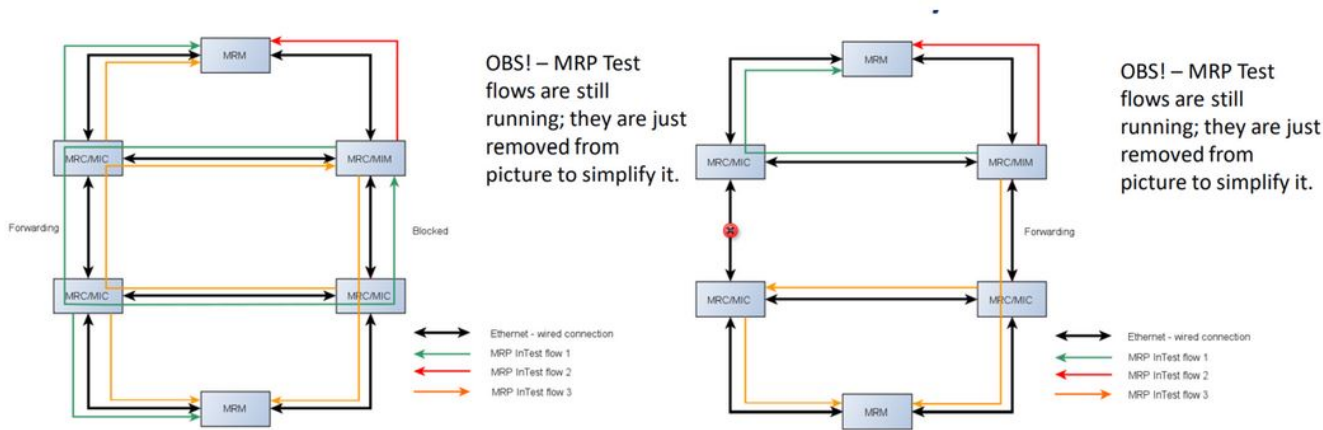 MRM
OBS! – MRP Test
flows are still
running; they are just
removed from
picture to simplify it.
MRC/MIC
MRC/MIM
Forwarding
Blocked
MRC/MIC
MRC/MIC
Ethernet - wired connection
MRP InTest flow 1
MRP InTest flow 2
MRP InTest flow 3
MRM
MRM
OBS! – MRP Test
flows are still
running; they are just
removed from
picture to simplify it.
MRC/MIC
MRC/MIM
Forwarding
MRC/MIC
MRC/MIC
Ethernet - wired connection
MRP InTest flow 1
MRP InTest flow 2
MRP InTest flow 3
MRM